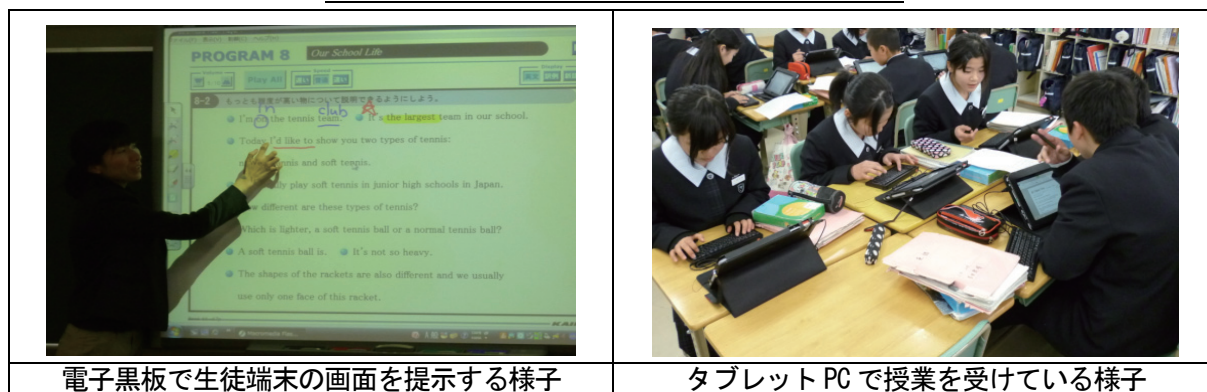 PROGRAM 8 Our School Life
Play All
8-2 もっとも程度が高い物について説明できるようにしよう。
in club A
I'm on the tennis team. It's the largest team in our school.
Today I'd like to show you two types of tennis:
tennis and soft tennis.
play soft tennis in junior high schools in Japan.
different are these types of tennis?
Which is lighter, a soft tennis ball or a normal tennis ball?
A soft tennis ball is. It's not so heavy.
The shapes of the rackets are also different and we usually
use only one face of this racket.
電子黒板で生徒端末の画面を提示する様子
タブレットPCで授業を受けている様子